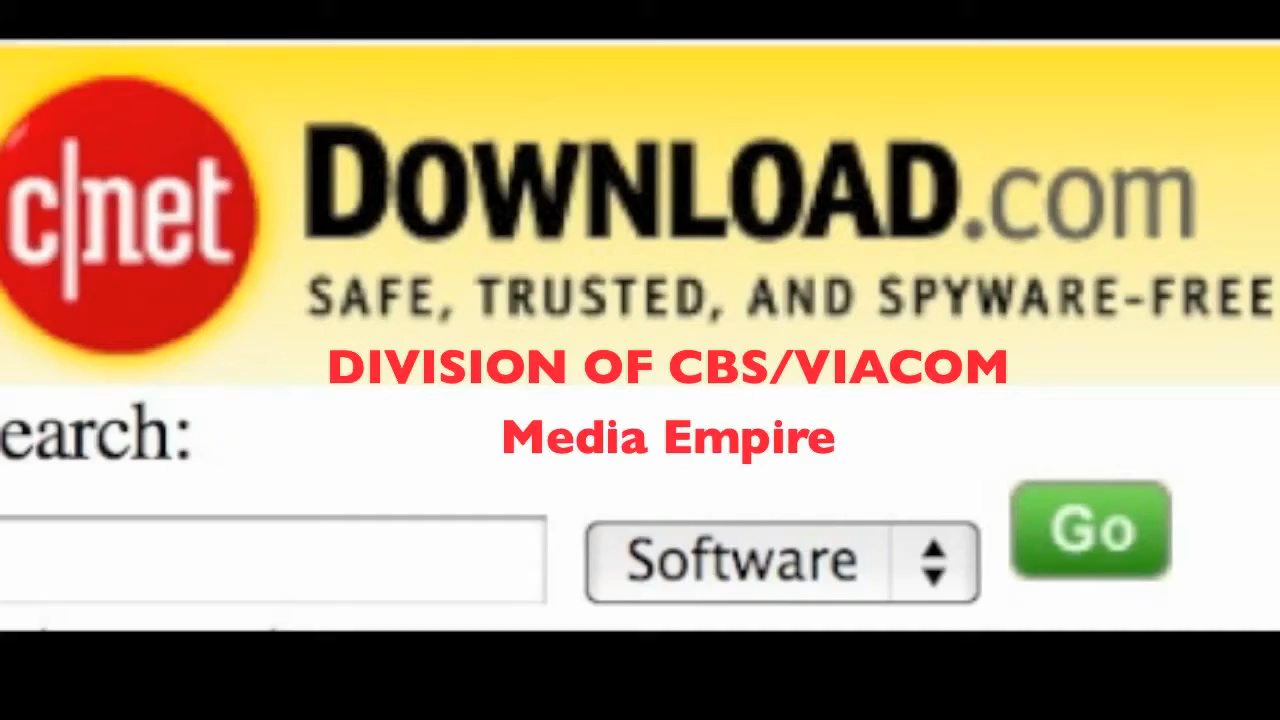 c|net
DOWNLOAD.com
SAFE, TRUSTED, AND SPYWARE-FREE
DIVISION OF CBS/VIACOM
Media Empire
earch:
Software
Go